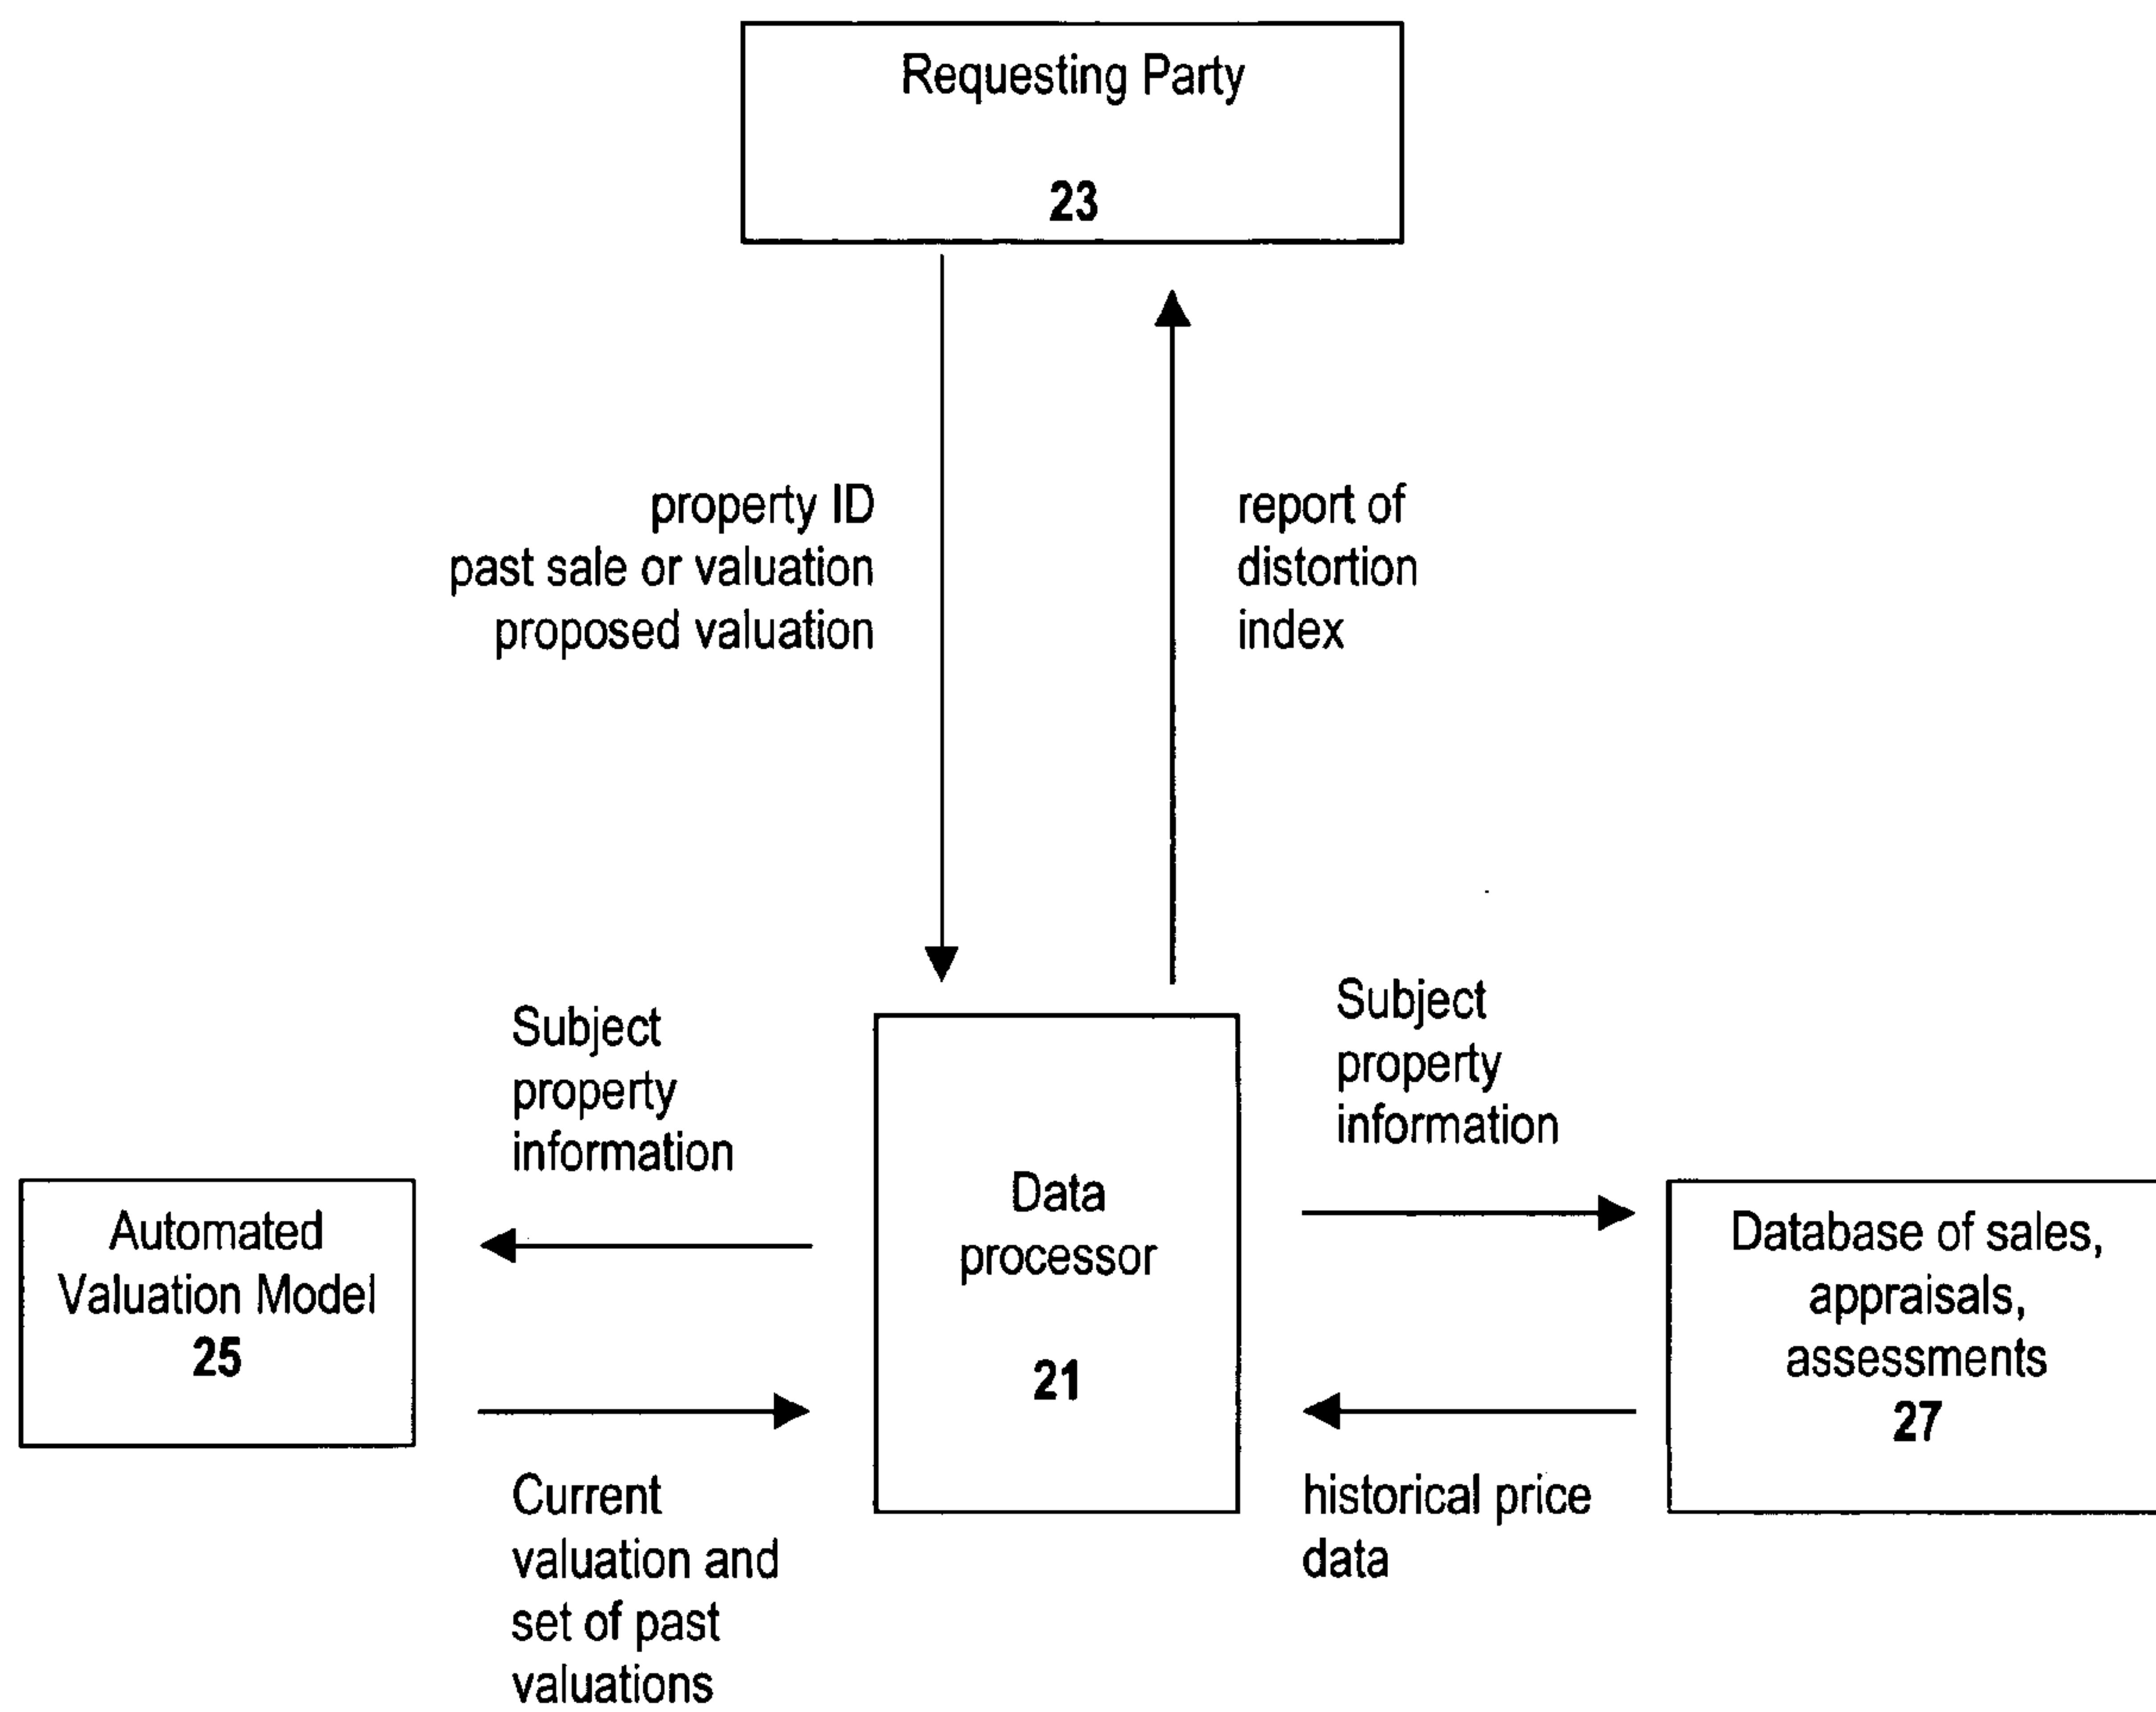 Requesting Party
23
property ID
past sale or valuation
proposed valuation
report of
distortion
index
Subject
property
information
Subject
property
information
Automated
Valuation Model
25
Data
processor
21
Database of sales,
appraisals,
assessments
27
Current
valuation and
set of past
valuations
historical price
data